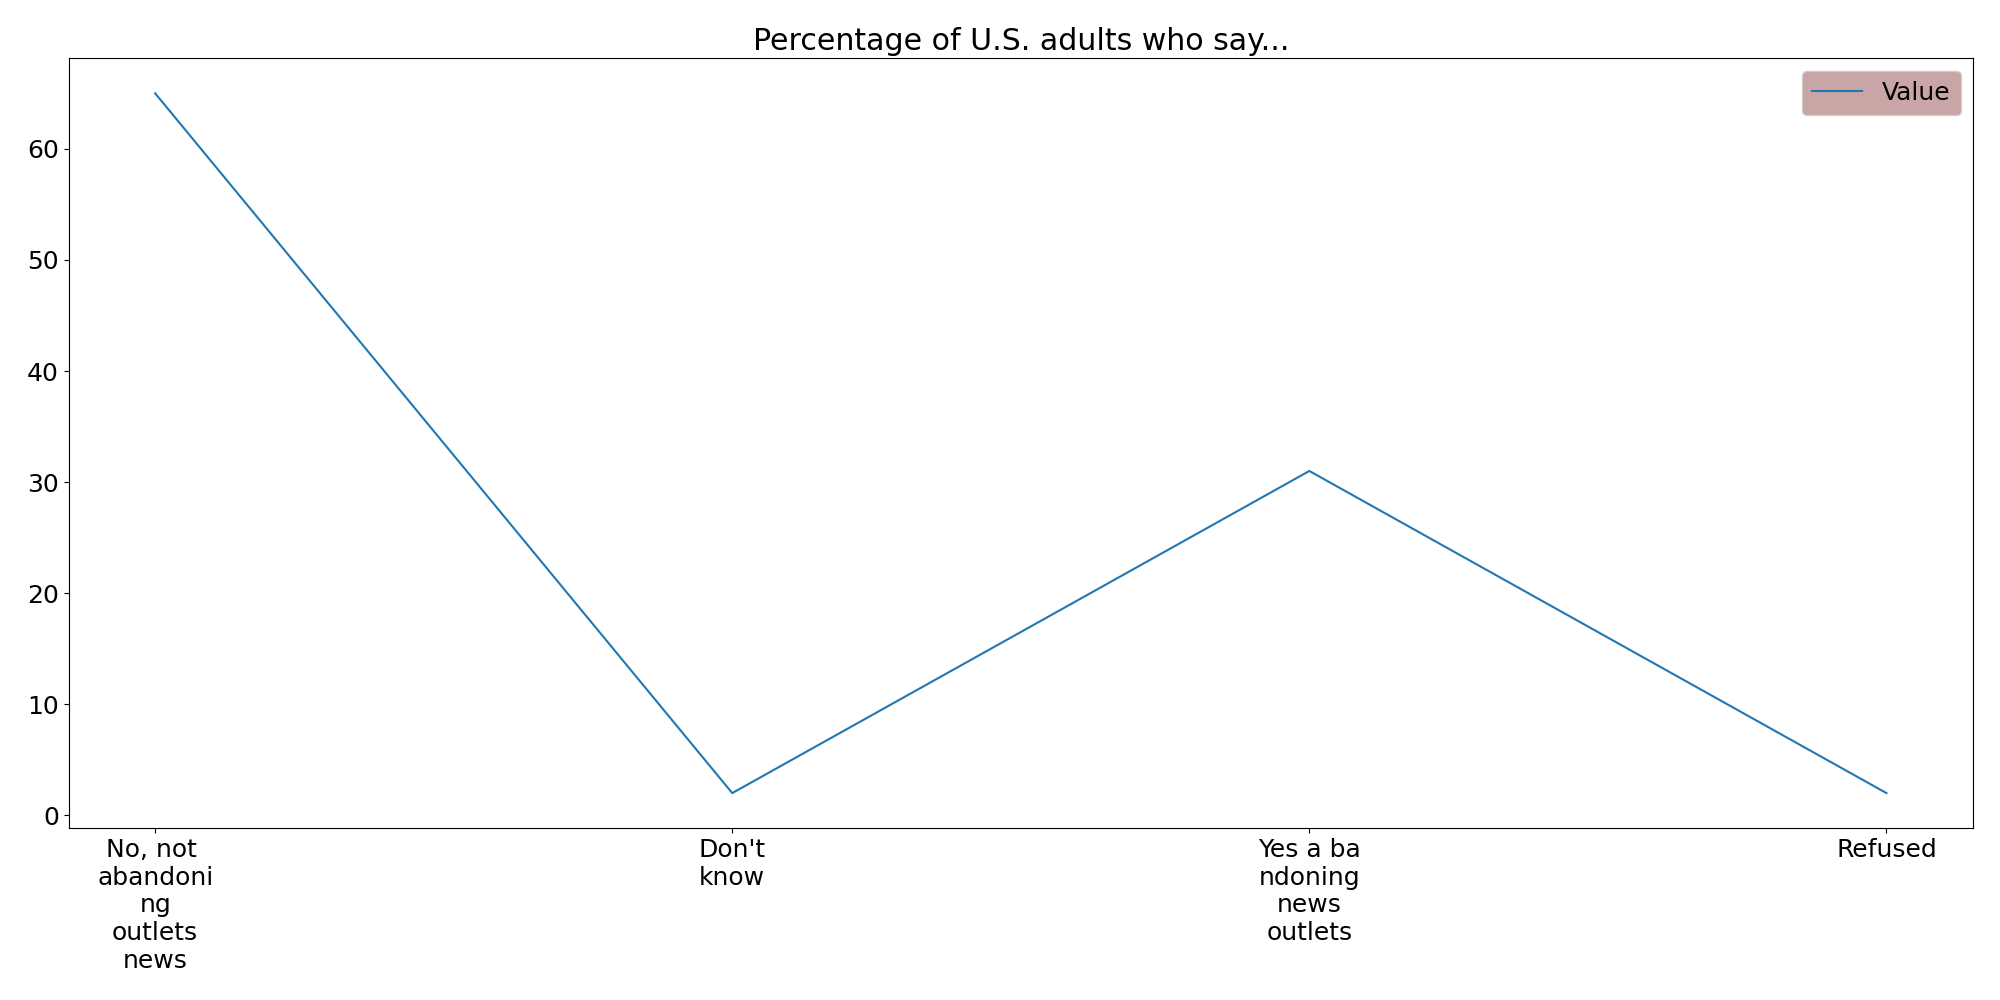 Percentage of U.S. adults who say...
Value
60
50
40
30
20
10
0
No, not
abandoni
ng
outlets
news
Don't
know
Yes a ba
ndoning
news
outlets
Refused